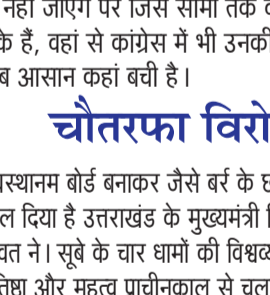 नहीं जाएंगे पर जिस सीमा तक
के हैं, वहां से कांग्रेस में भी उनकी
ब आसान कहां बची है।
चौतरफा विरो
स्थानम बोर्ड बनाकर जैसे बर्र के छ
ल दिया है उत्तराखंड के मुख्यमंत्री
वत ने। सूबे के चार धामों की विश्वव्य
तिष्ठा और महत्व प्राचीनकाल से चल